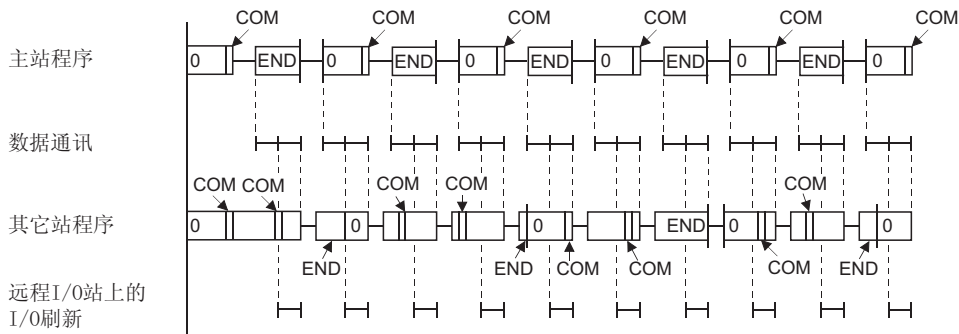 COM COM COM COM COM COM
主站程序 0 END 0 END 0 END 0 END 0 END 0
数据通讯
COM COM COM COM COM
其它站程序 0 0 0 END 0 0
END END COM COM COM END
远程I/O站上的
I/O刷新